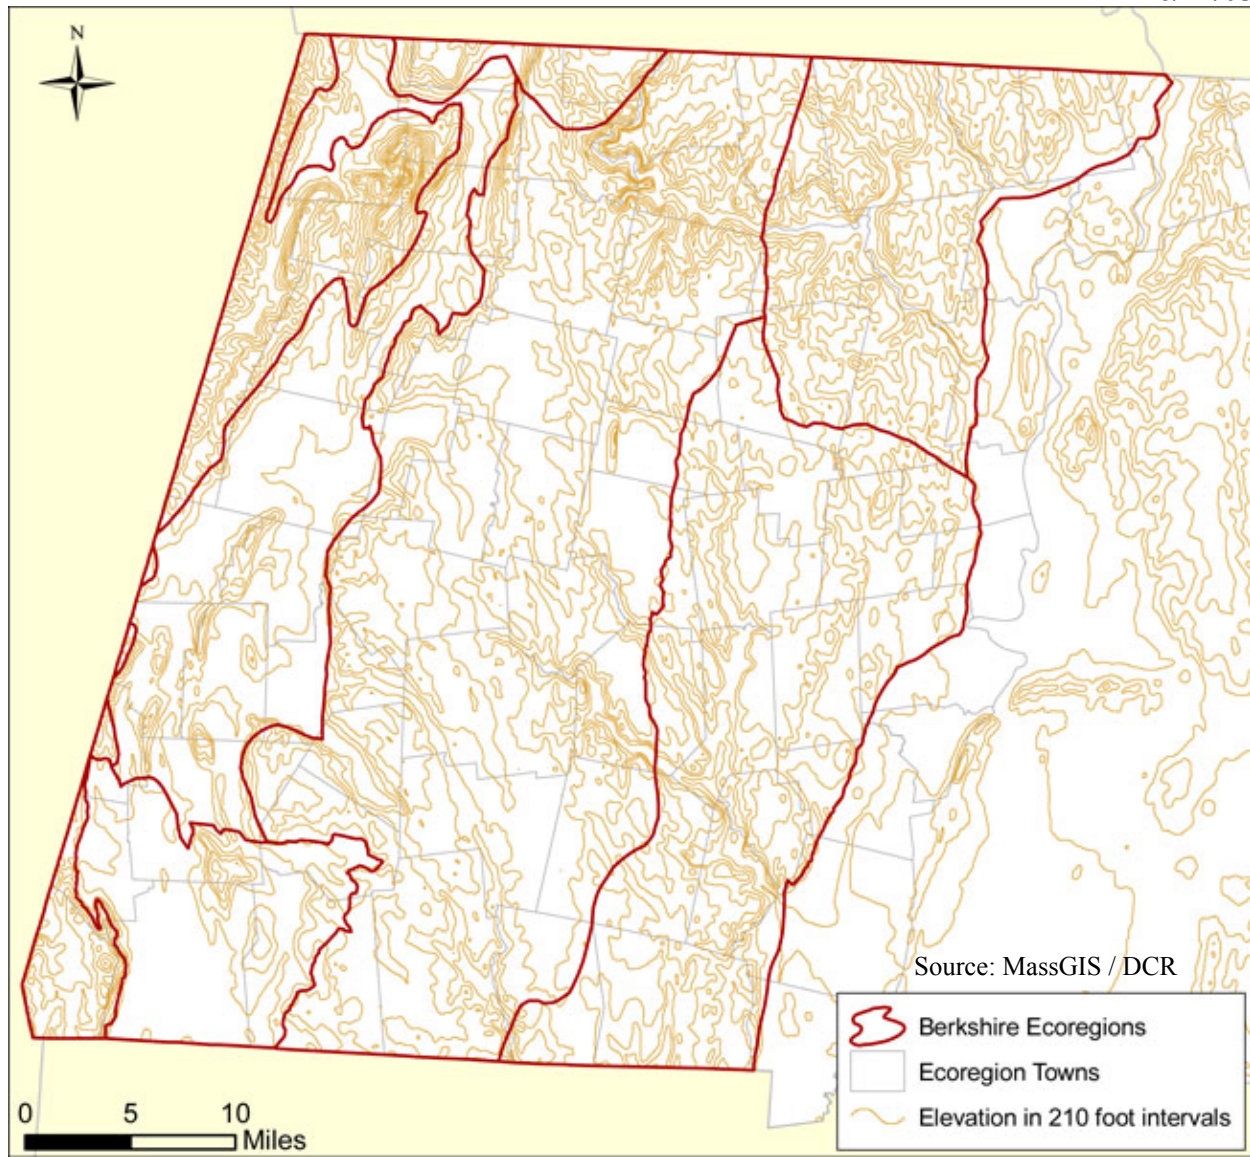 N
Source: MassGIS / DCR
Berkshire Ecoregions
Ecoregion Towns
Elevation in 210 foot intervals
0 5 10
Miles